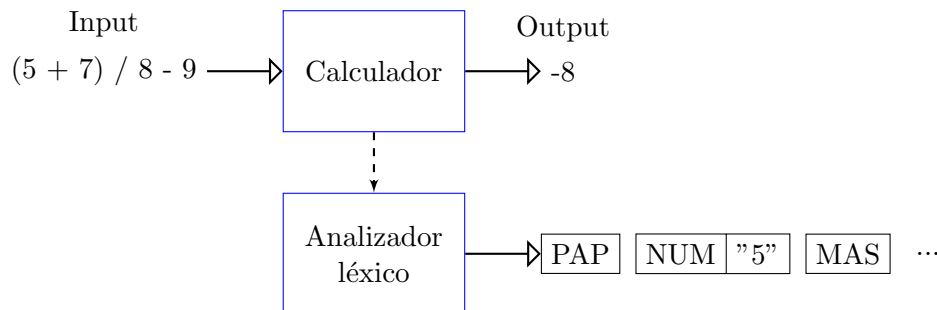 Input
(5 + 7) / 8 - 9
Calculador
Output
-8
Analizador
léxico
PAP NUM ”5” MAS ...